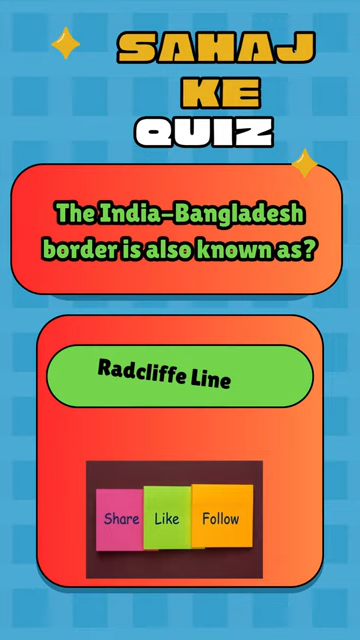 SAHAJ
KE
QUIZ
The India-Bangladesh
border is also known as?
Radcliffe Line
Share Like Follow